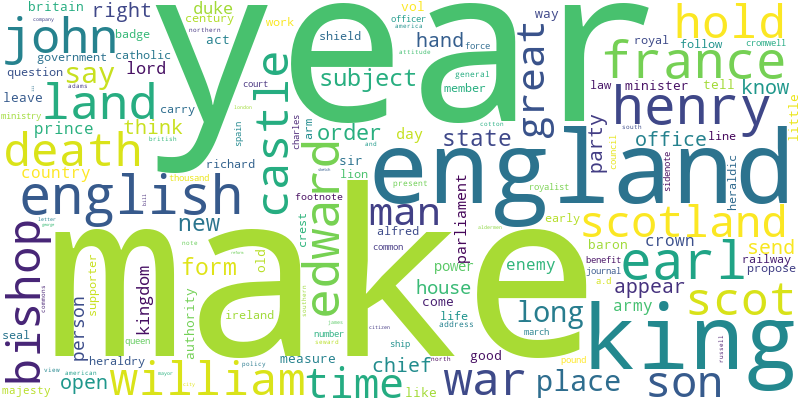 britain duke vol officer work way
century america company northern
right hold
john badge shield hand attitude force royal follow cromwell
act catholic
year
question government france
say lord subject general member law minister tell know
leave adams court
land castle great henry little
ministry carry london
prince think order state party office line
death spain charles arm day cotton south
british richard sir council
country and lion present royalist england sidenote heraldic
english thousand edward footnote
hill man scotland
letter george new crest alfred parliament early
bishop note common crown send
form old make power enemy baron benefit railway
supporter kingdom house earl journal propose
person authority come appear a.d
commons ireland southern life long army scot
seal queen number address march king
james citizen ship russell
heraldry measure chief north good pound
majesty view american policy
open william time like war place son
mayor city